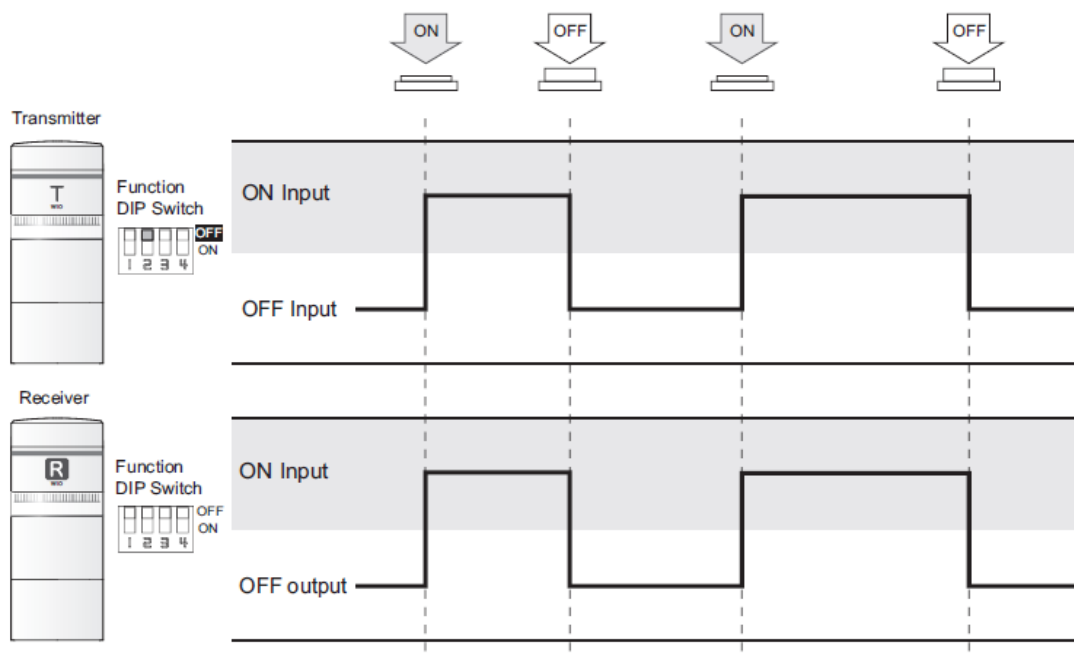 ON
OFF
ON
OFF
Transmitter
T
Function
DIP Switch
OFF
ON
1 2 3 4
ON Input
OFF Input
Receiver
R
Function
DIP Switch
OFF
ON
1 2 3 4
ON Input
OFF output